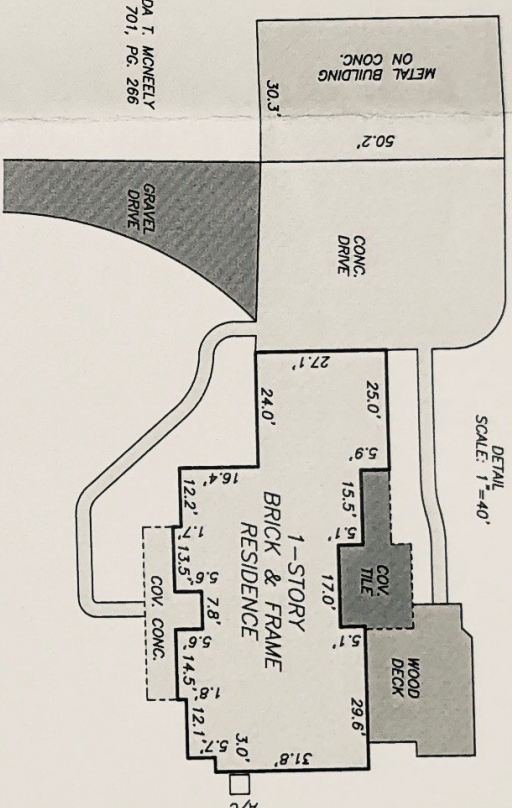 DA T. MCNEELY
701, PG. 266
METAL BUILDING
ON CONC.
30.3'
50.2'
GRAVEL
DRIVE
CONC.
DRIVE
DETAIL
SCALE: 1"=40'
27.1'
24.0'
25.0'
5.9'
16.4'
15.5'
12.2'
5.1'
1.7'
COV.
TILE
1-STORY
BRICK & FRAME
RESIDENCE
13.5'
5.6'
17.0'
7.8'
COV. CONC.
5.6'
5.1'
14.5'
1.8'
WOOD
DECK
29.6'
12.1'
5.7'
3.0'
31.8'
A/C